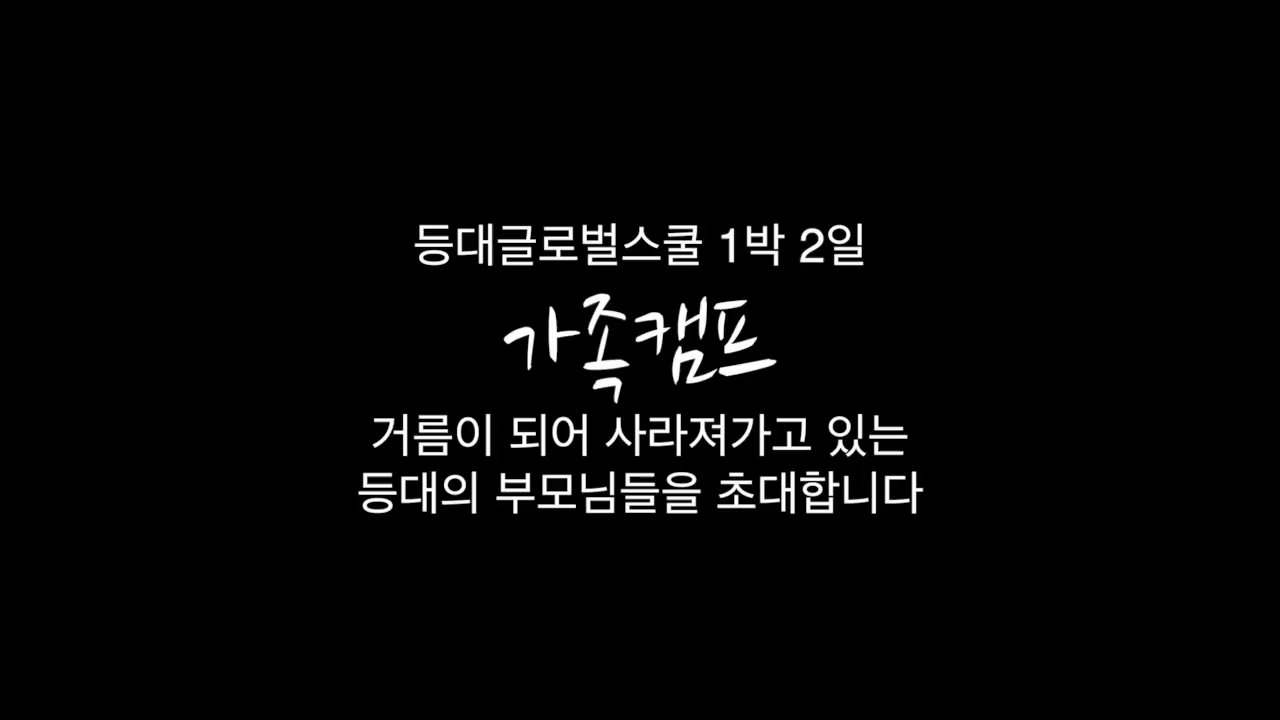 등대글로벌스쿨 1박 2일
가족캠프
거름이 되어 사라져가고 있는
등대의 부모님들을 초대합니다